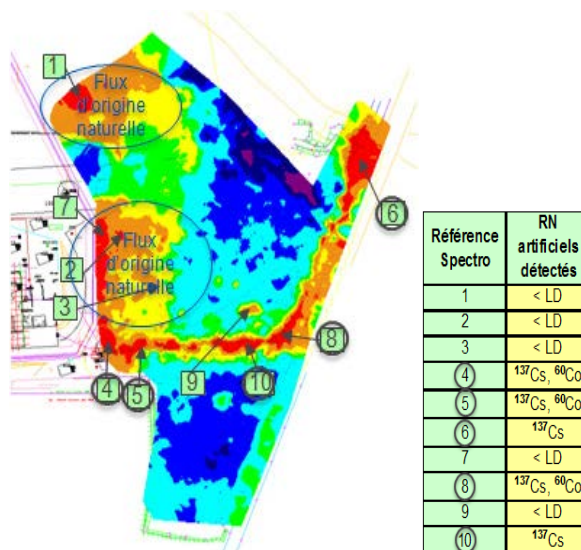 1
Flux
d'origine
naturelle
7
2
Flux
d'origine
naturelle
3
4
5
9
10
8
6
Référence
Spectro
RN
artificiels
détectés
1 < LD
2 < LD
3 < LD
4 ¹³⁷Cs, ⁶⁰Co
5 ¹³⁷Cs, ⁶⁰Co
6 ¹³⁷Cs
7 < LD
8 ¹³⁷Cs, ⁶⁰Co
9 < LD
10 ¹³⁷Cs